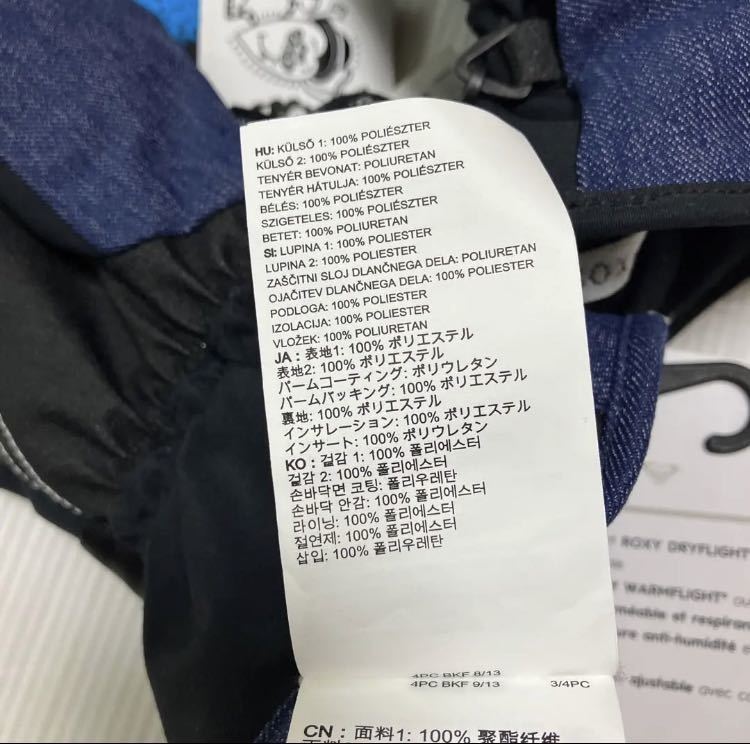 HU: KÜLSŐ 1: 100% POLIÉSZTER
KÜLSŐ 2: 100% POLIÉSZTER
TENYÉR BEVONAT: POLIURETAN
TENYÉR HÁTULJA: POLIÉSZTER
BÉLÉS: 100% POLIÉSZTER
SZIGETELES: 100% POLIÉSZTER
BETET: 100% POLIURETAN
SI: LUPINA 1: 100% POLIESTER
LUPINA 2: 100% POLIESTER
ZAŠČITNI SLOJ DLANČNEGA DELA: POLIURETAN
OJAČITEV DLANČNEGA DELA: 100% POLIESTER
PODLOGA: 100% POLIESTER
IZOLACIJA: 100% POLIESTER
VLOŽEK: 100% POLIURETAN
JA : 表地1: 100% ポリエステル
表地2: 100% ポリエステル
パームコーティング: ポリウレタン
パームバッキング: 100% ポリエステル
裏地: 100% ポリエステル
インサレーション: 100% ポリエステル
インサート: 100% ポリウレタン
KO : 겉감 1: 100% 폴리에스터
겉감 2: 100% 폴리에스터
손바닥면 코팅: 폴리우레탄
손바닥 안감: 100% 폴리에스터
라이닝: 100% 폴리에스터
절연제: 100% 폴리에스터
삽입: 100% 폴리우레탄
4PC BKF 8/13
4PC BKF 9/13 3/4PC
CN : 面料1: 100% 聚酯纤维
ROXY DRYFLIGHT®
WARMFLIGHT®
méable et respiran
ure anti-humidité
ajustable avec